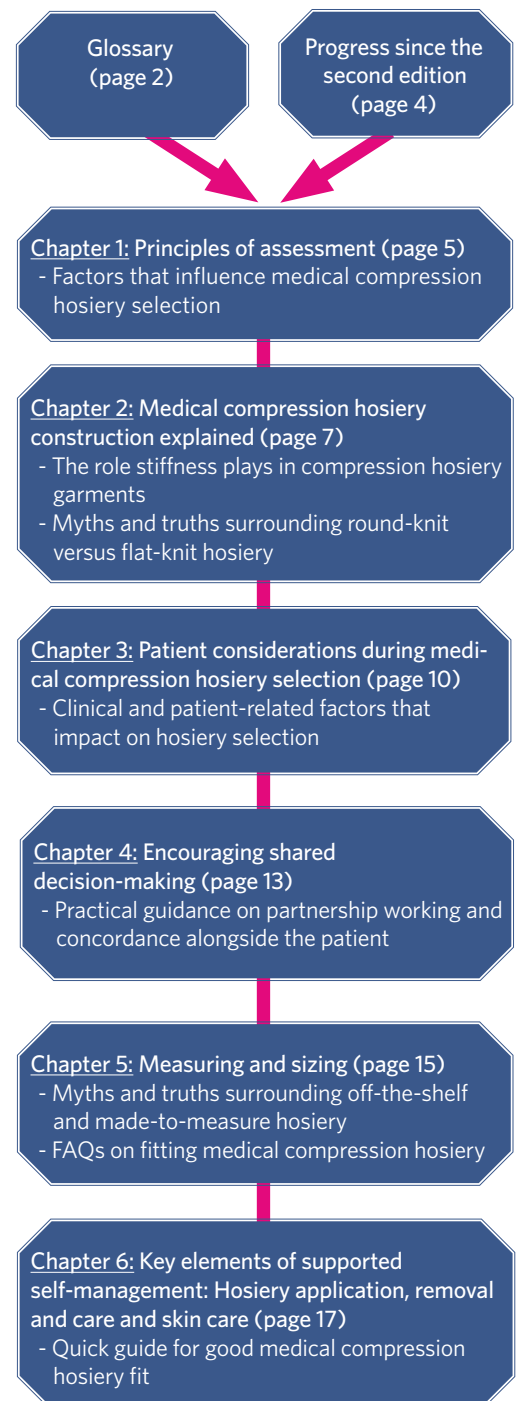 Glossary
(page 2)
Progress since the
second edition
(page 4)
Chapter 1: Principles of assessment (page 5)
- Factors that influence medical compression
hosiery selection
Chapter 2: Medical compression hosiery
construction explained (page 7)
- The role stiffness plays in compression hosiery
garments
- Myths and truths surrounding round-knit
versus flat-knit hosiery
Chapter 3: Patient considerations during medi-
cal compression hosiery selection (page 10)
- Clinical and patient-related factors that
impact on hosiery selection
Chapter 4: Encouraging shared
decision-making (page 13)
- Practical guidance on partnership working and
concordance alongside the patient
Chapter 5: Measuring and sizing (page 15)
- Myths and truths surrounding off-the-shelf
and made-to-measure hosiery
- FAQs on fitting medical compression hosiery
Chapter 6: Key elements of supported
self-management: Hosiery application, removal
and care and skin care (page 17)
- Quick guide for good medical compression
hosiery fit